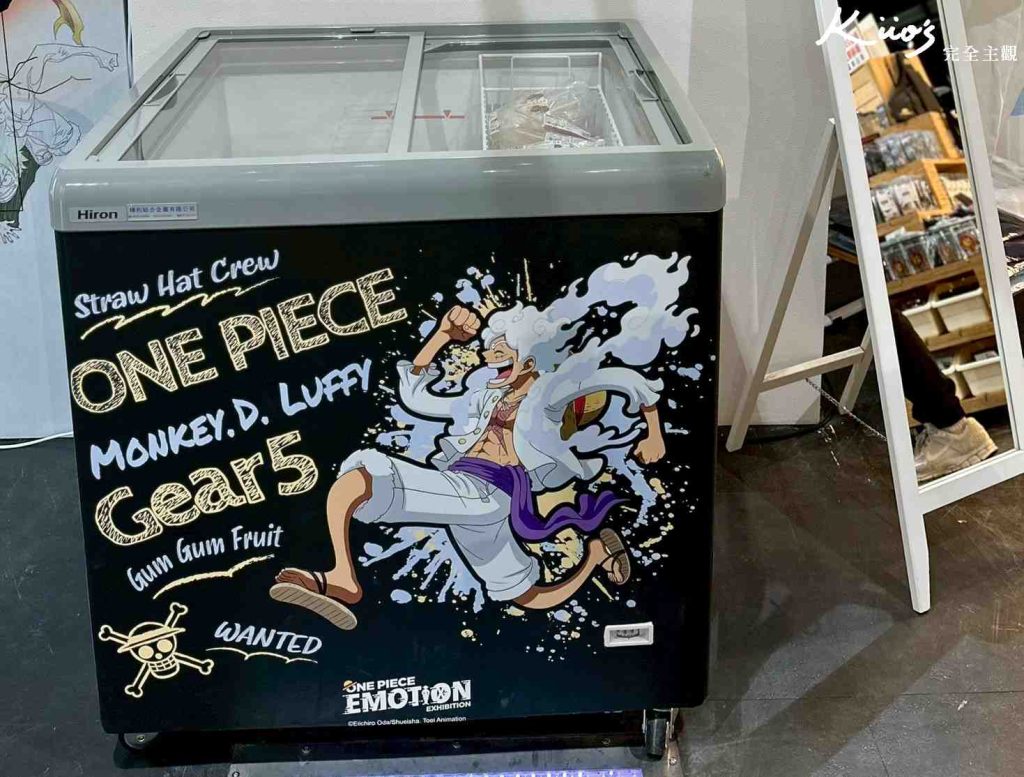 Kiio's
完全主觀
Hiron
Straw Hat Crew
ONE PIECE
MONKEY.D. LUFFY
Gear5
Gum Gum Fruit
WANTED
ONE PIECE
EMOTION
EXHIBITION
©Eiichiro Oda/Shueisha. Toei Animation